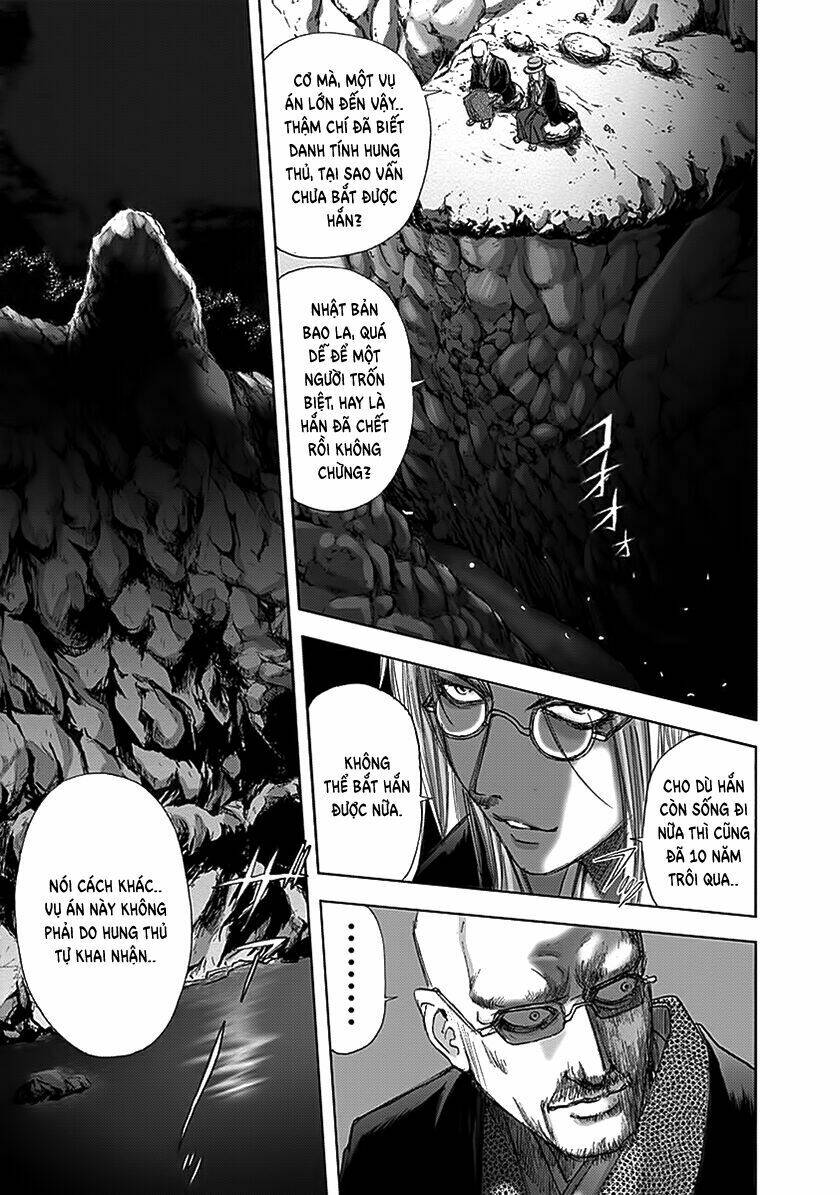 CƠ MÀ, MỘT VỤ
ÁN LỚN ĐẾN VẬY..
THẬM CHÍ ĐÃ BIẾT
DANH TÍNH HUNG
THỦ, TẠI SAO VẪN
CHƯA BẮT ĐƯỢC
HẮN?
NHẬT BẢN
BAO LA, QUÁ
DỄ ĐỂ MỘT
NGƯỜI TRỐN
BIỆT, HAY LÀ
HẮN ĐÃ CHẾT
RỒI KHÔNG
CHỪNG?
コオオォォ
CHO DÙ HẮN
CÒN SỐNG ĐI
NỮA THÌ CŨNG
ĐÃ 10 NĂM
TRÔI QUA..
KHÔNG
THỂ BẮT HẮN
ĐƯỢC NỮA.
.......
NÓI CÁCH KHÁC..
VỤ ÁN NÀY KHÔNG
PHẢI DO HUNG THỦ
TỰ KHAI NHẬN..